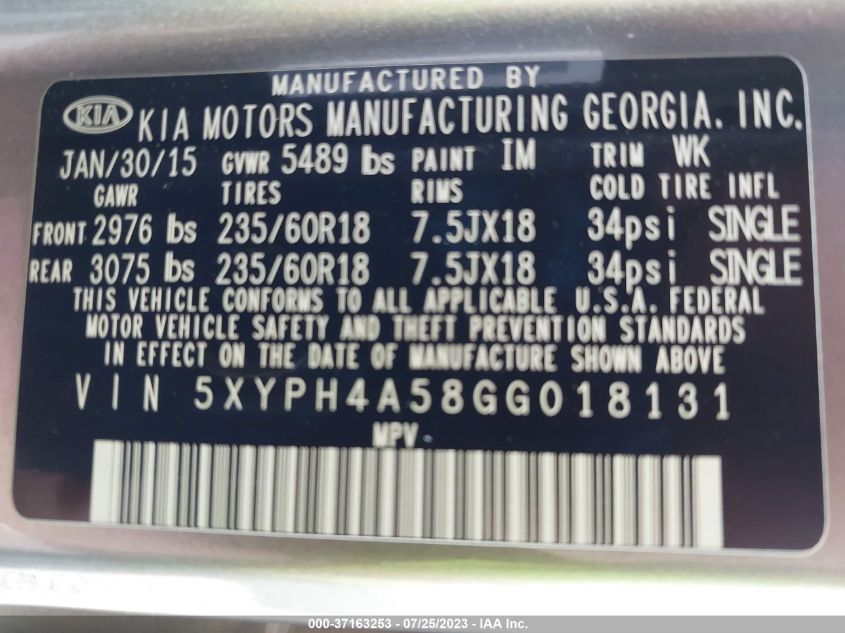 MANUFACTURED BY
KIA KIA MOTORS MANUFACTURING GEORGIA, INC.
JAN/30/15 GVWR 5489 lbs PAINT IM TRIM WK
GAWR TIRES RIMS COLD TIRE INFL
FRONT 2976 lbs 235/60R18 7.5JX18 34psi SINGLE
REAR 3075 lbs 235/60R18 7.5JX18 34psi SINGLE
THIS VEHICLE CONFORMS TO ALL APPLICABLE U.S.A. FEDERAL
MOTOR VEHICLE SAFETY AND THEFT PREVENTION STANDARDS
IN EFFECT ON THE DATE OF MANUFACTURE SHOWN ABOVE
VIN 5XYPH4A58GG018131
MPV
000-37163253 - 07/25/2023 - IAA Inc.